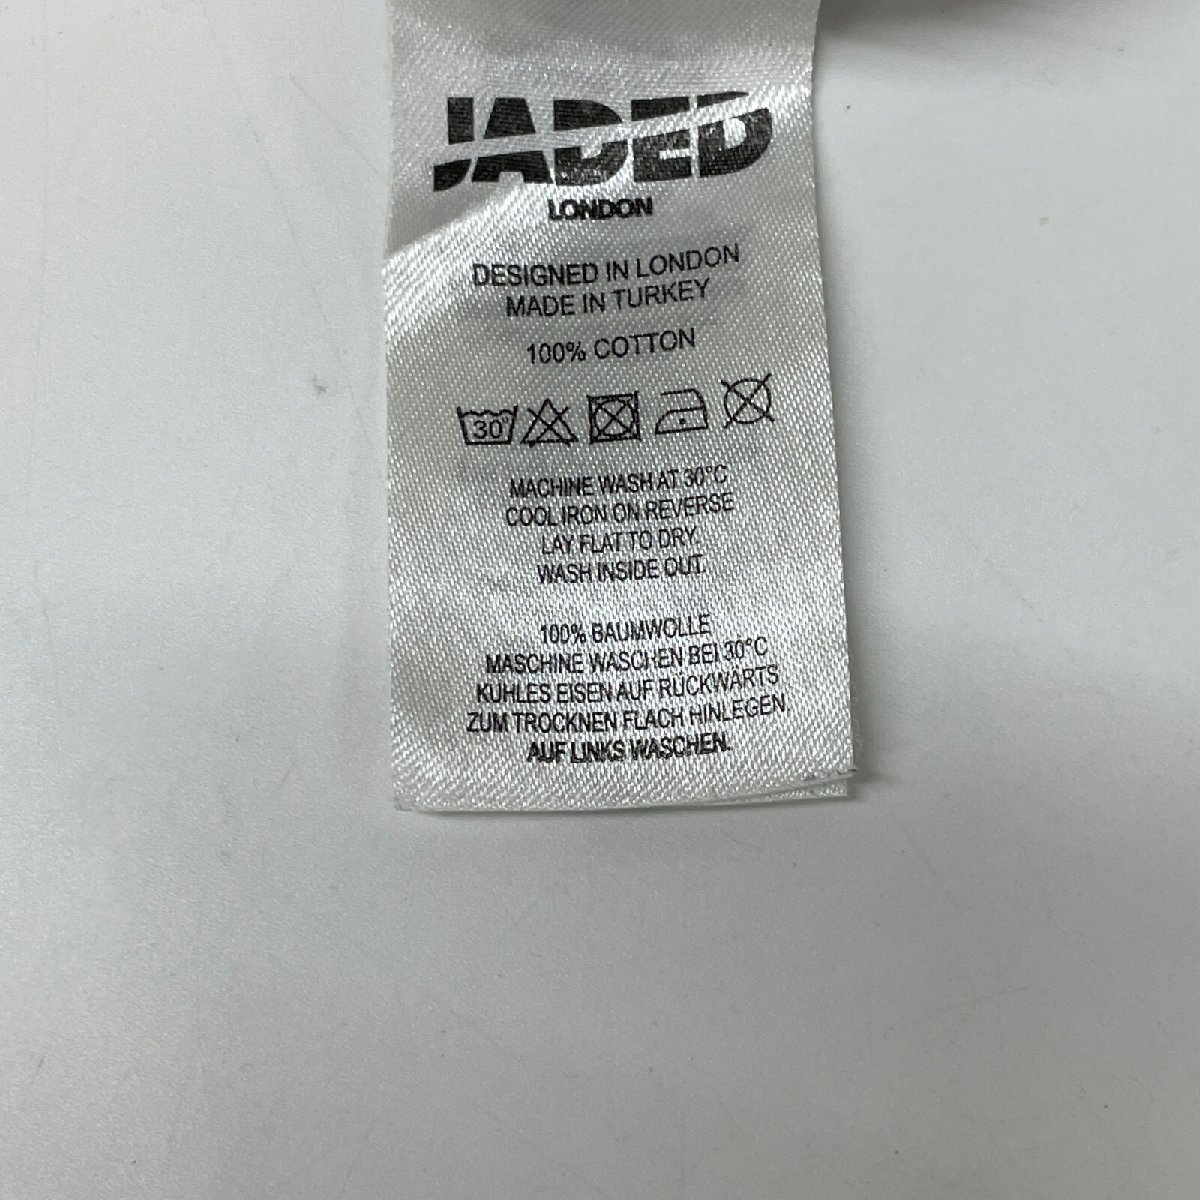 JADED
LONDON
DESIGNED IN LONDON
MADE IN TURKEY
100% COTTON
30°
MACHINE WASH AT 30°C
COOL IRON ON REVERSE
LAY FLAT TO DRY.
WASH INSIDE OUT.
100% BAUMWOLLE
MASCHINE WASCHEN BEI 30°C
KUHLES EISEN AUF RUCKWARTS
ZUM TROCKNEN FLACH HINLEGEN
AUF LINKS WASCHEN.